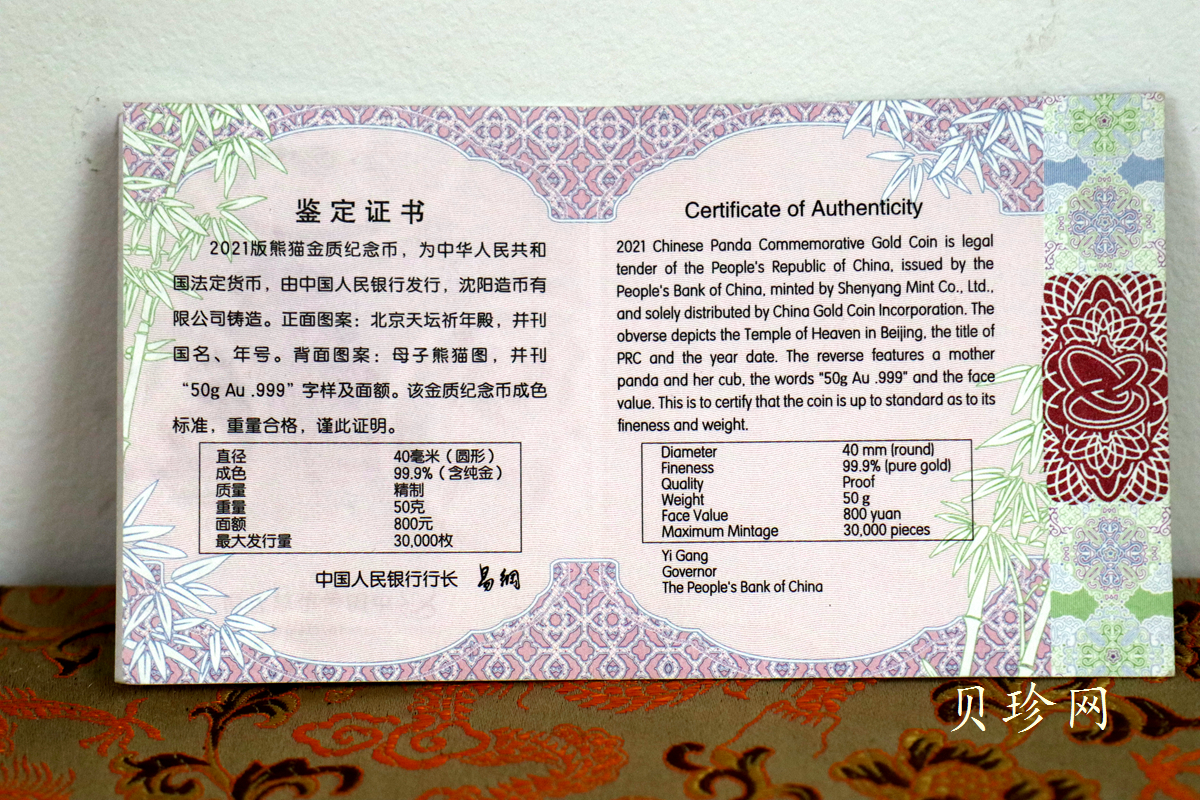 鉴定证书
2021版熊猫金质纪念币，为中华人民共和
国法定货币，由中国人民银行发行，沈阳造币有
限公司铸造。正面图案：北京天坛祈年殿，并刊
国名、年号。背面图案：母子熊猫图，并刊
“50g Au .999”字样及面额。该金质纪念币成色
标准，重量合格，谨此证明。
直径 40毫米（圆形）
成色 99.9%（含纯金）
质量 精制
重量 50克
面额 800元
最大发行量 30,000枚
中国人民银行行长 易纲
Certificate of Authenticity
2021 Chinese Panda Commemorative Gold Coin is legal
tender of the People's Republic of China, issued by the
People's Bank of China, minted by Shenyang Mint Co., Ltd.,
and solely distributed by China Gold Coin Incorporation. The
obverse depicts the Temple of Heaven in Beijing, the title of
PRC and the year date. The reverse features a mother
panda and her cub, the words "50g Au .999" and the face
value. This is to certify that the coin is up to standard as to its
fineness and weight.
Diameter 40 mm (round)
Fineness 99.9% (pure gold)
Quality Proof
Weight 50 g
Face Value 800 yuan
Maximum Mintage 30,000 pieces
Yi Gang
Governor
The People's Bank of China
贝珍网